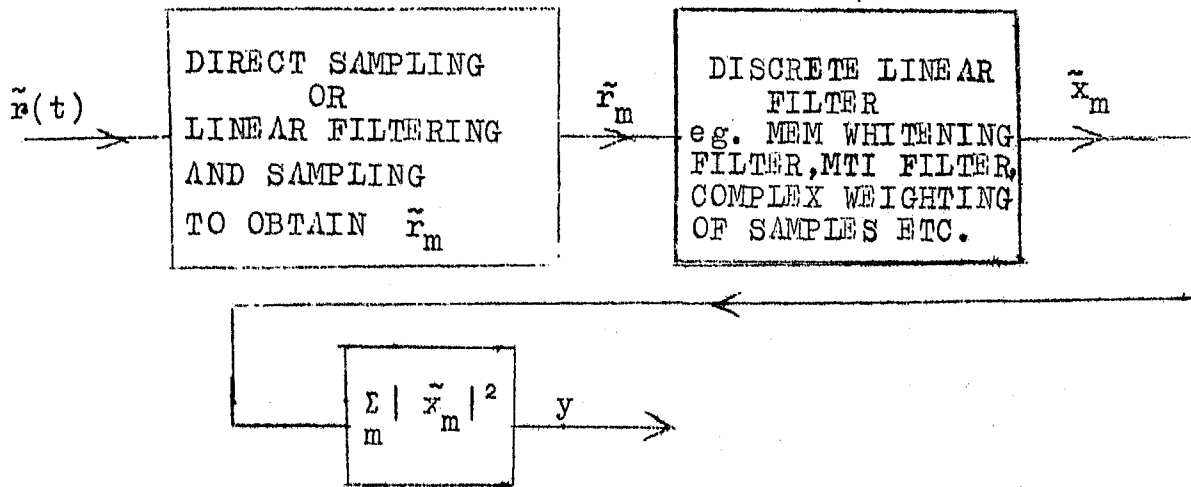 r̃(t)
DIRECT SAMPLING
OR
LINEAR FILTERING
AND SAMPLING
TO OBTAIN r̃m
r̃m
DISCRETE LINEAR
FILTER
eg. MEM WHITENING
FILTER,MTI FILTER,
COMPLEX WEIGHTING
OF SAMPLES ETC.
x̃m
Σm | x̃m|²
y